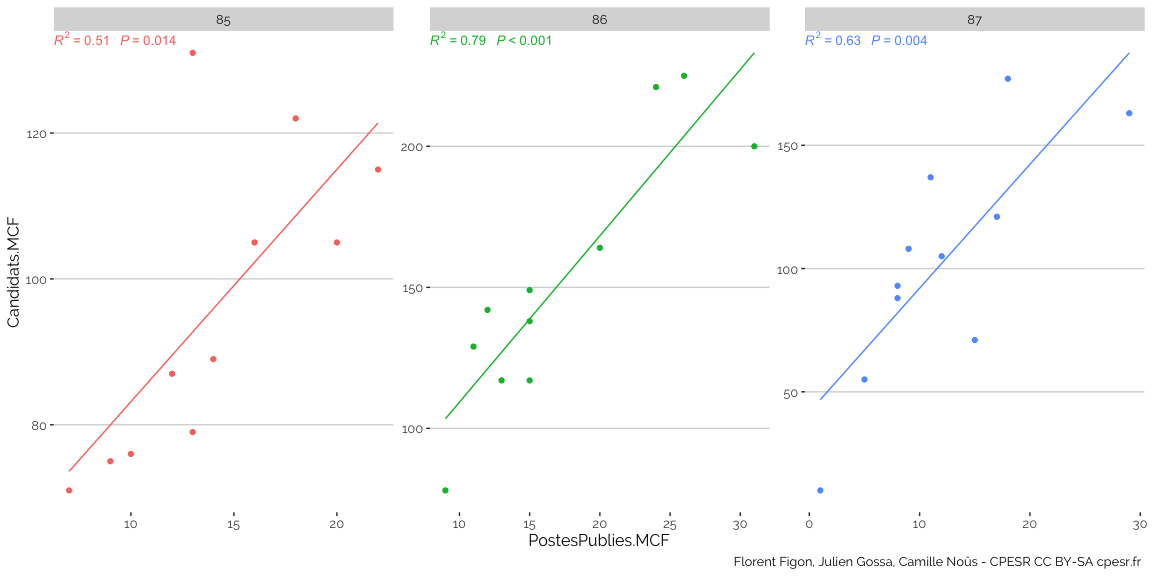 85 86 87
R² = 0.51 P = 0.014 R² = 0.79 P < 0.001 R² = 0.63 P = 0.004
120
100
80
200
150
100
150
100
50
Candidats.MCF
10 15 20 10 15 20 25 30 0 10 20 30
PostesPublies.MCF
Florent Figon, Julien Gossa, Camille Noûs - CPESR CC BY-SA cpesr.fr